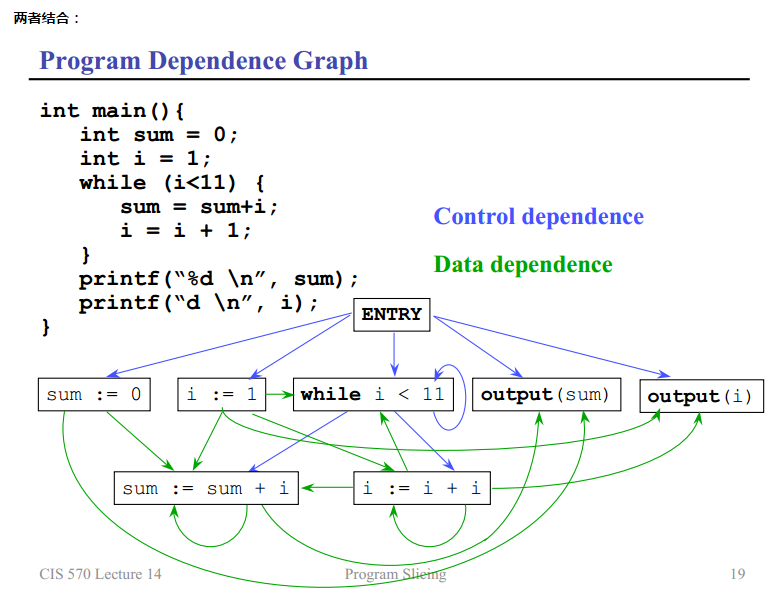 两者结合：
Program Dependence Graph
int main(){
int sum = 0;
int i = 1;
while (i<11) {
sum = sum+i;
i = i + 1;
}
printf(“%d \n”, sum);
printf(“d \n”, i);
}
Control dependence
Data dependence
ENTRY
sum := 0
i := 1
while i < 11
output(sum)
output(i)
sum := sum + i
i := i + i
CIS 570 Lecture 14
Program Slicing
19